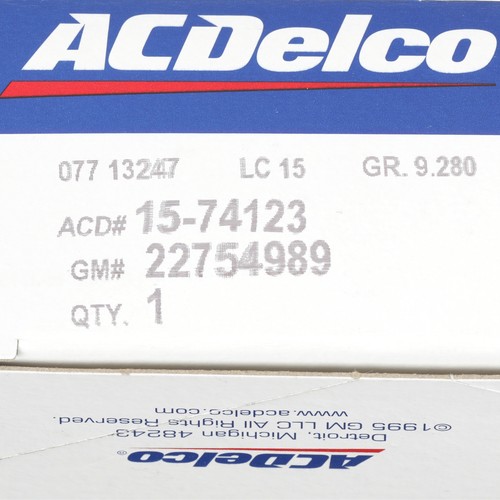 ACDelco
077 13247 LC 15 GR. 9.280
ACD# 15-74123
GM# 22754989
QTY. 1
ACDelco®
Detroit, Michigan 48243
©1995 GM LLC All Rights Reserved.
www.acdelco.com